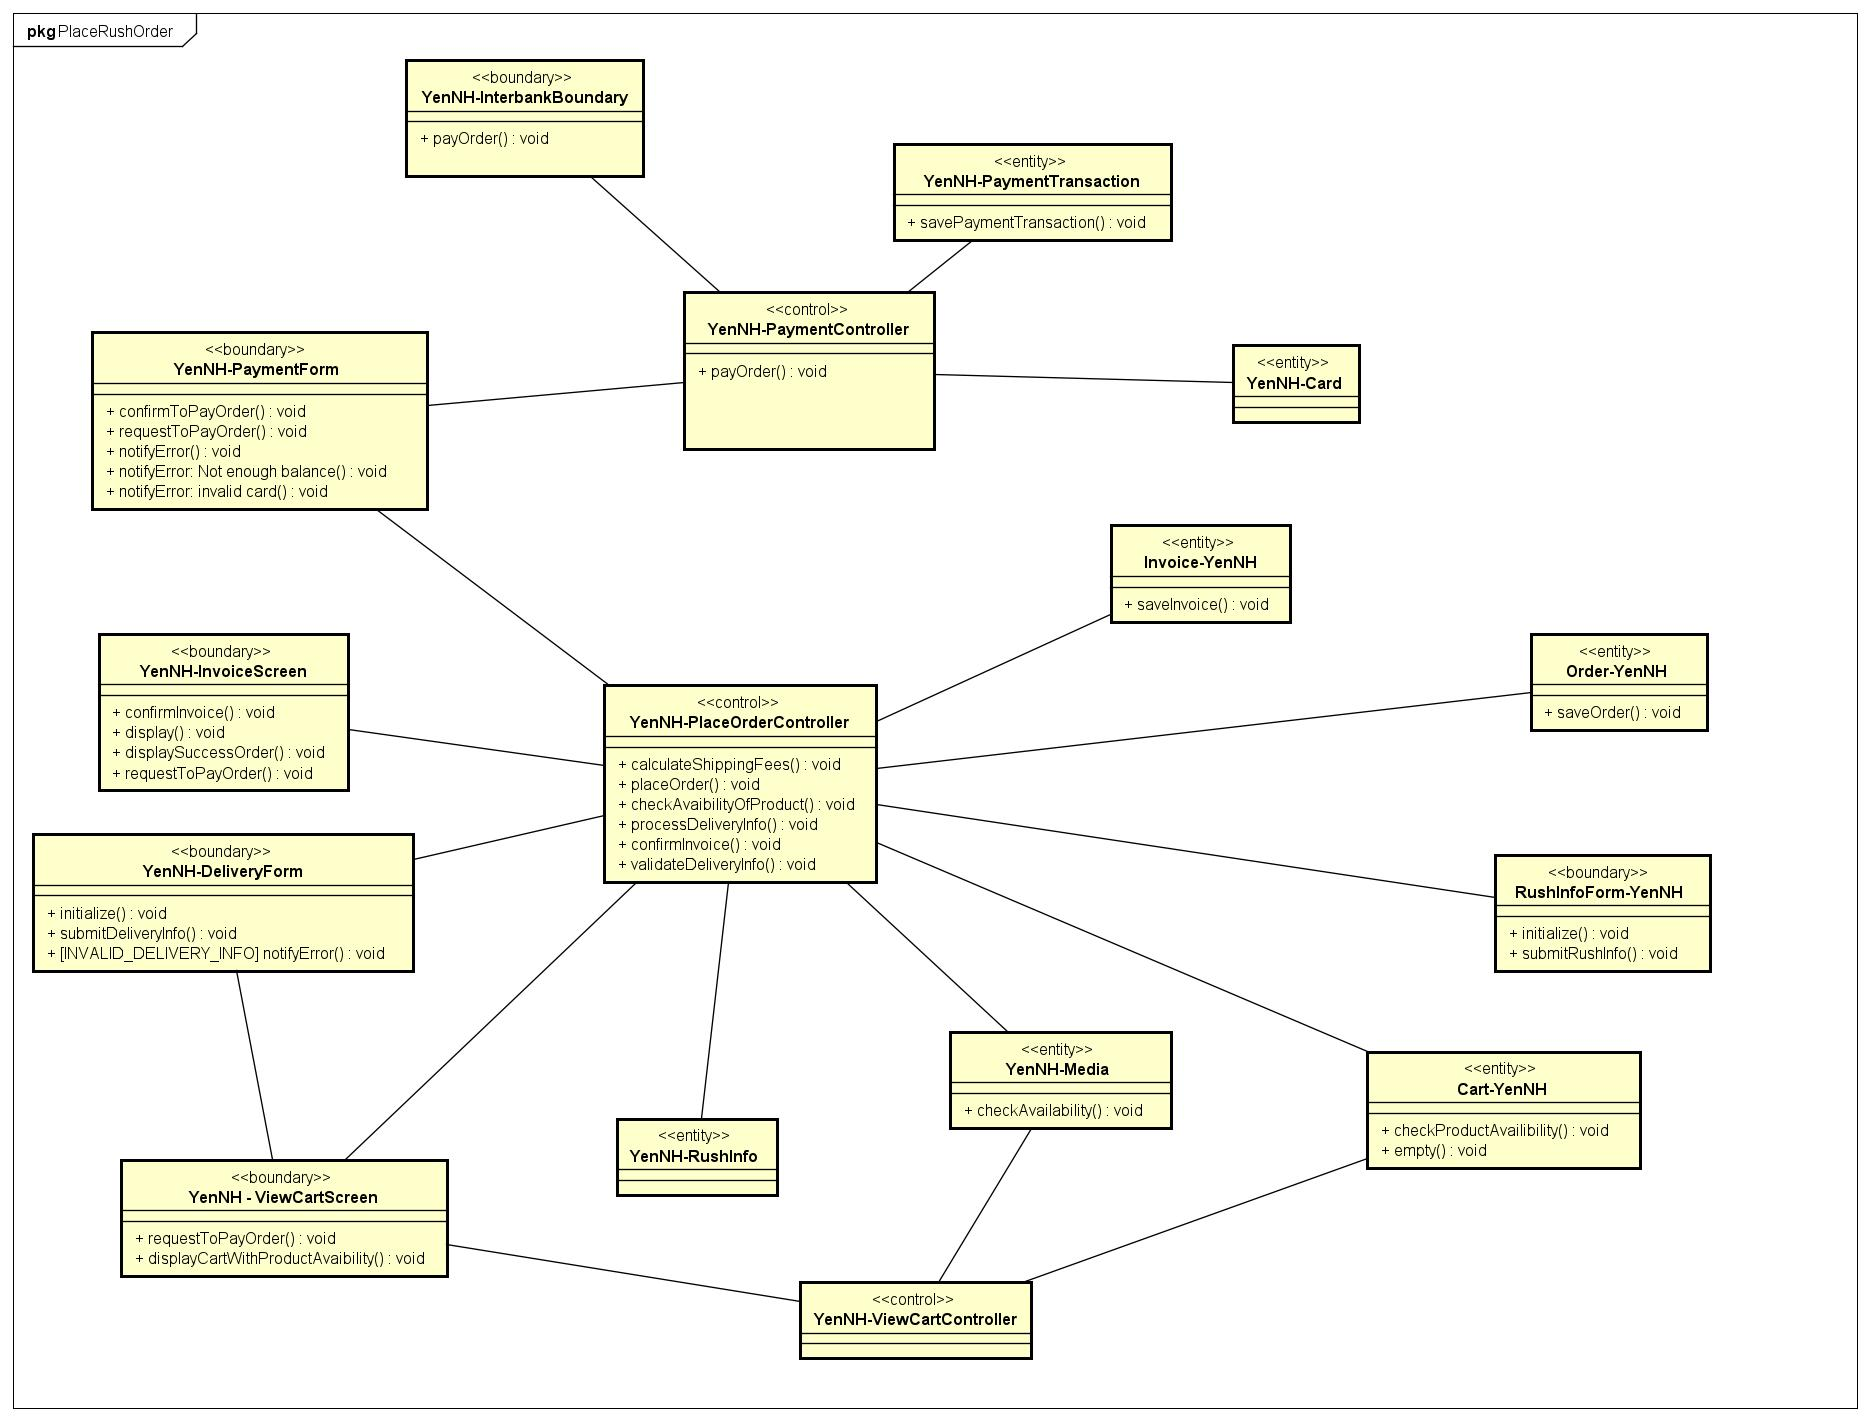 pkg PlaceRushOrder
<<boundary>>
YenNH-InterbankBoundary
+ payOrder() : void
<<entity>>
YenNH-PaymentTransaction
+ savePaymentTransaction() : void
<<control>>
YenNH-PaymentController
+ payOrder() : void
<<boundary>>
YenNH-PaymentForm
+ confirmToPayOrder() : void
+ requestToPayOrder() : void
+ notifyError() : void
+ notifyError: Not enough balance() : void
+ notifyError: invalid card() : void
<<entity>>
YenNH-Card
<<entity>>
Invoice-YenNH
+ saveInvoice() : void
<<boundary>>
YenNH-InvoiceScreen
+ confirmInvoice() : void
+ display() : void
+ displaySuccessOrder() : void
+ requestToPayOrder() : void
<<entity>>
Order-YenNH
+ saveOrder() : void
<<control>>
YenNH-PlaceOrderController
+ calculateShippingFees() : void
+ placeOrder() : void
+ checkAvaibilityOfProduct() : void
+ processDeliveryInfo() : void
+ confirmInvoice() : void
+ validateDeliveryInfo() : void
<<boundary>>
YenNH-DeliveryForm
+ initialize() : void
+ submitDeliveryInfo() : void
+ [INVALID_DELIVERY_INFO] notifyError() : void
<<boundary>>
RushInfoForm-YenNH
+ initialize() : void
+ submitRushInfo() : void
<<entity>>
YenNH-Media
+ checkAvailability() : void
<<entity>>
Cart-YenNH
+ checkProductAvailibility() : void
+ empty() : void
<<entity>>
YenNH-RushInfo
<<boundary>>
YenNH - ViewCartScreen
+ requestToPayOrder() : void
+ displayCartWithProductAvaibility() : void
<<control>>
YenNH-ViewCartController